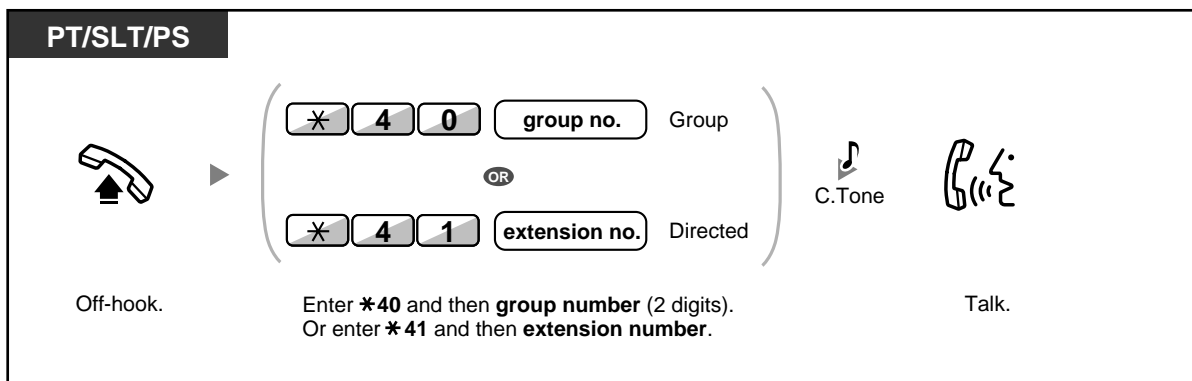 PT/SLT/PS
✳ 4 0 group no. Group
OR
C.Tone
✳ 4 1 extension no. Directed
Off-hook.
Enter ✳40 and then group number (2 digits).
Or enter ✳41 and then extension number.
Talk.